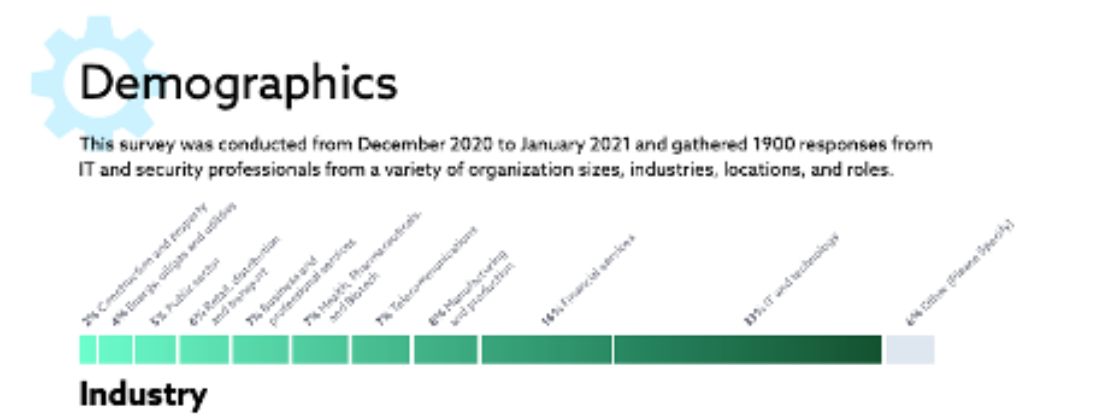 Demographics
This survey was conducted from December 2020 to January 2021 and gathered 1900 responses from
IT and security professionals from a variety of organization sizes, industries, locations, and roles.
2% Construction and property
4% Energy, oil/gas and utilities
5% Public sector
6% Retail, distribution
and transport
7% Business and
professional services
7% Health, Pharmaceuticals,
and Biotech
7% Telecommunications
8% Manufacturing
and production
16% Financial services
33% IT and technology
6% Other (Please Specify)
Industry